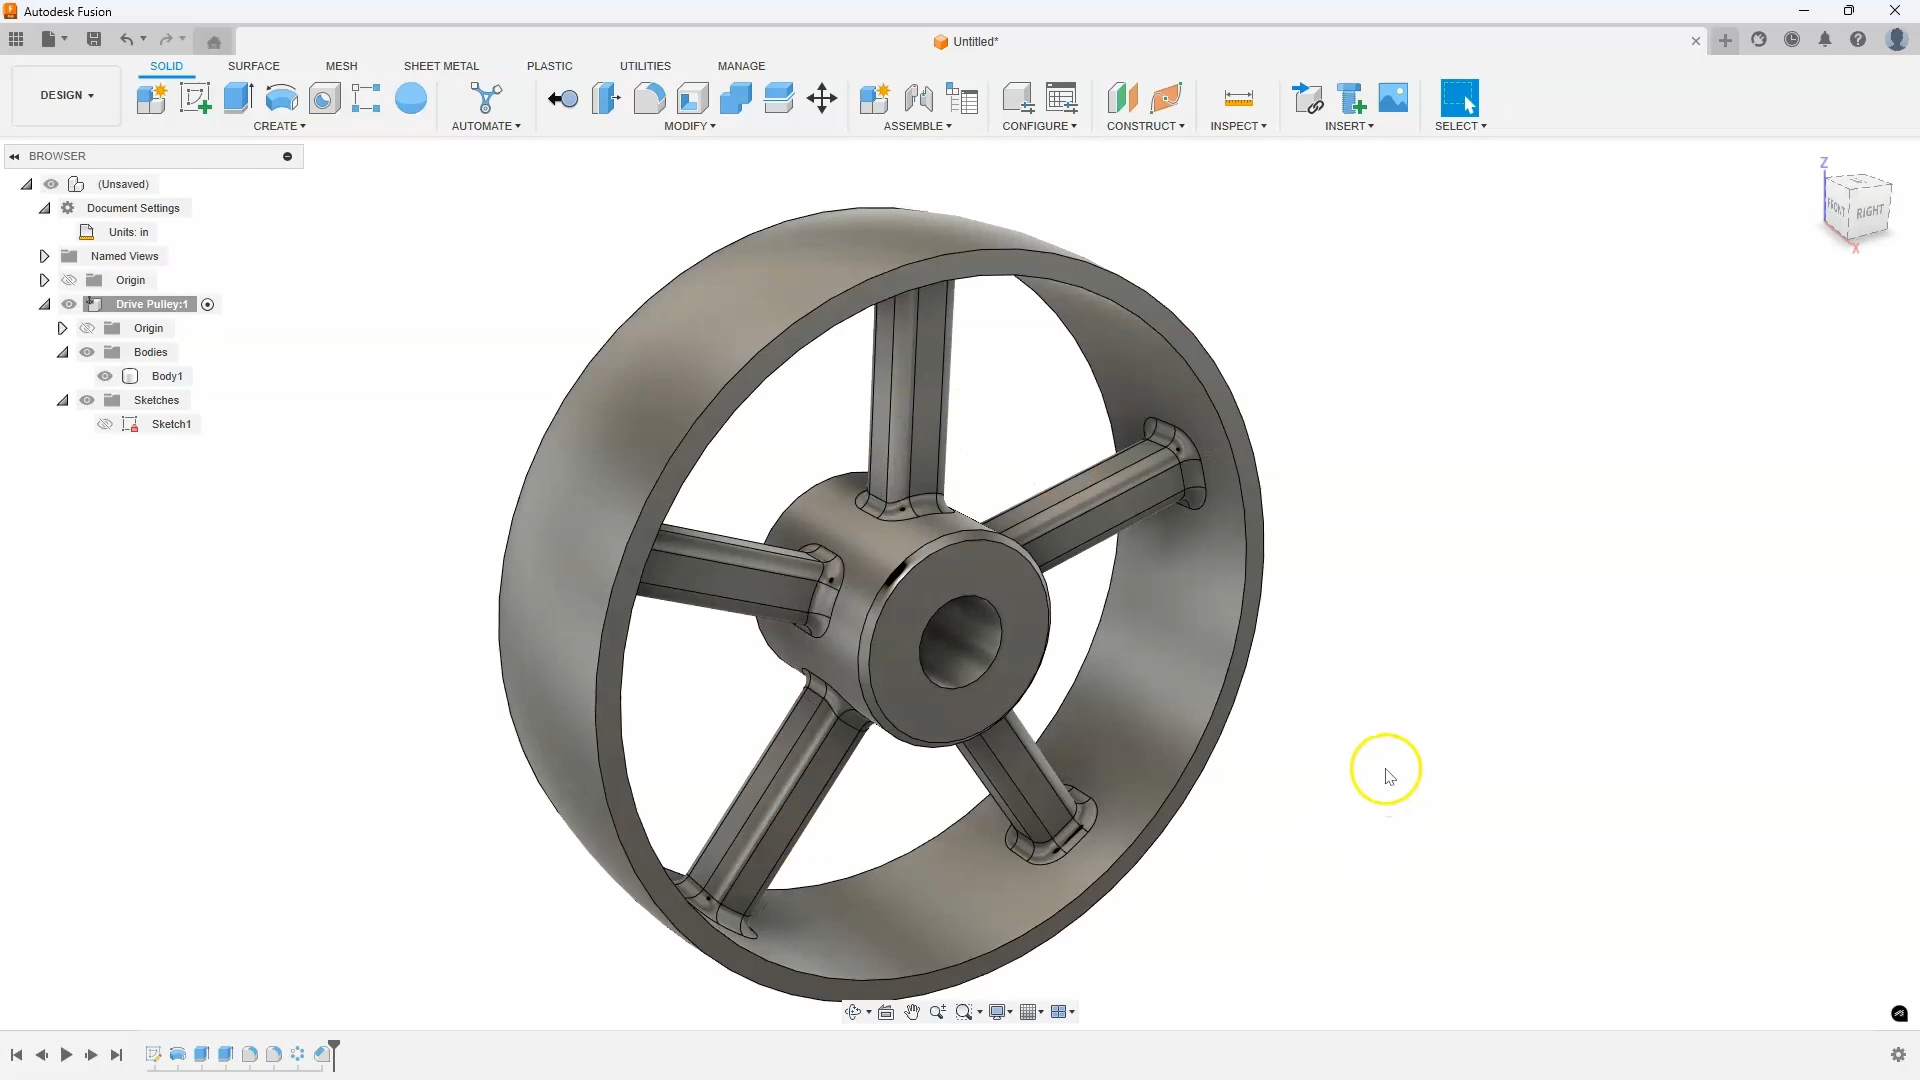 Autodesk Fusion
Untitled*
DESIGN
SOLID SURFACE MESH SHEET METAL PLASTIC UTILITIES MANAGE
CREATE AUTOMATE MODIFY ASSEMBLE CONFIGURE CONSTRUCT INSPECT INSERT SELECT
BROWSER
(Unsaved)
Document Settings
Units: in
Named Views
Origin
Drive Pulley:1
Origin
Bodies
Body1
Sketches
Sketch1
Z
FRONT RIGHT
X